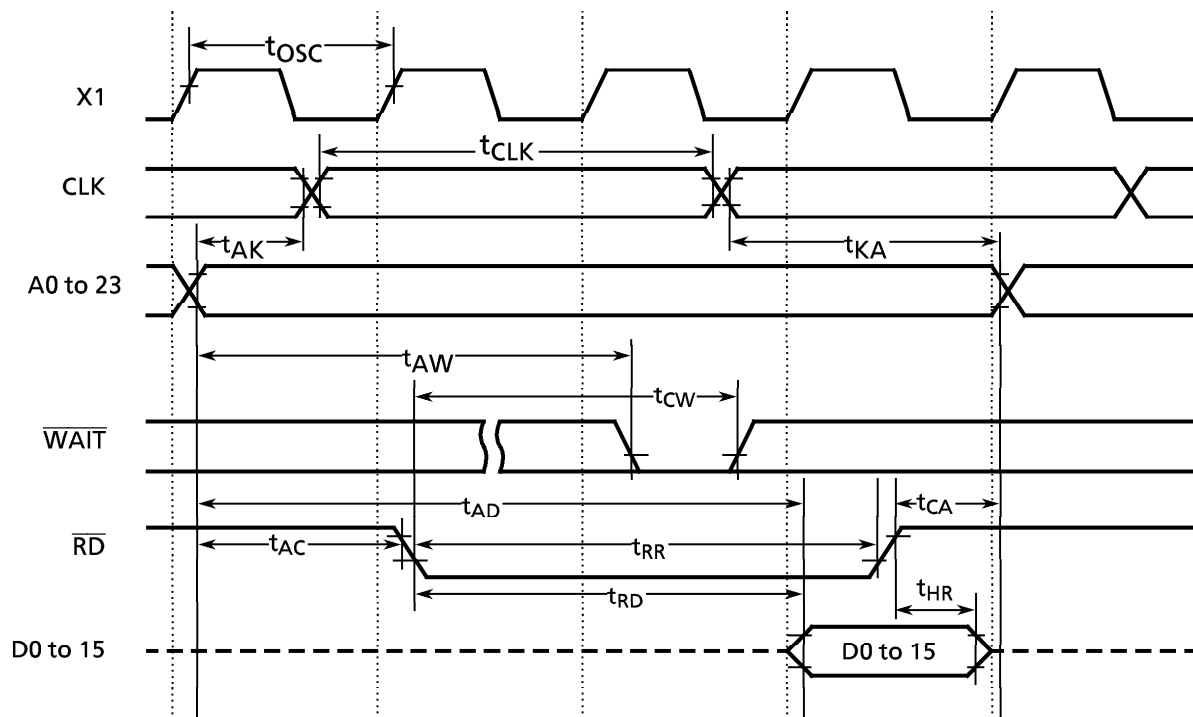 tOSC
X1
tCLK
CLK
tAK
tKA
A0 to 23
tAW
tCW
WAIT
tAD
tCA
RD
tAC
tRR
tRD
tHR
D0 to 15
D0 to 15